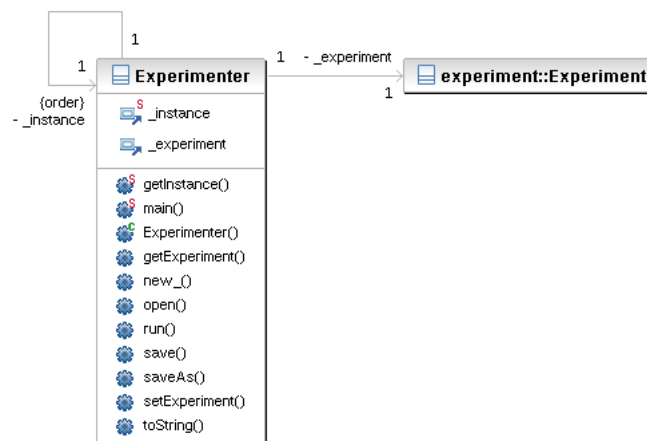 1
1
{order}
- _instance
Experimenter
1
- _experiment
1
experiment::Experiment
S
_instance
_experiment
S
getInstance()
S
main()
C
Experimenter()
getExperiment()
new_()
open()
run()
save()
saveAs()
setExperiment()
toString()